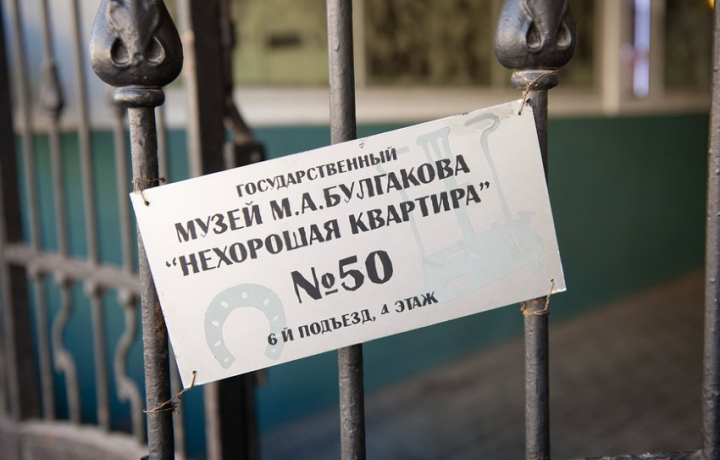 ГОСУДАРСТВЕННЫЙ
МУЗЕЙ М.А.БУЛГАКОВА
“НЕХОРОШАЯ КВАРТИРА”
№50
6 Й ПОДЪЕЗД, 4 ЭТАЖ